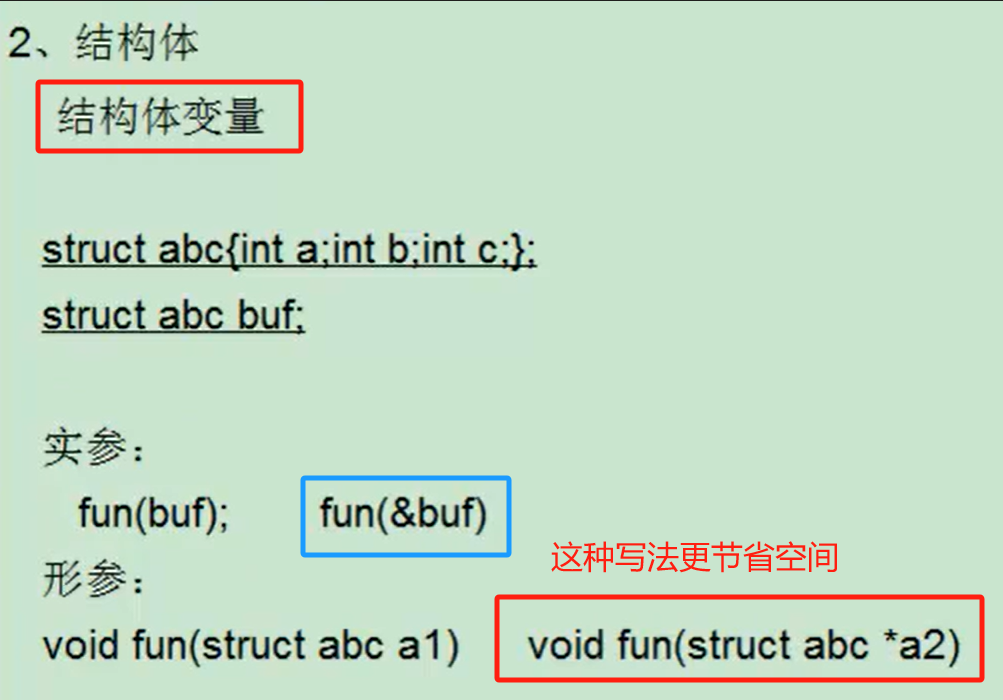 2、结构体
结构体变量
struct abc{int a;int b;int c;};
struct abc buf;
实参：
fun(buf); fun(&buf)
这种写法更节省空间
形参：
void fun(struct abc a1) void fun(struct abc *a2)